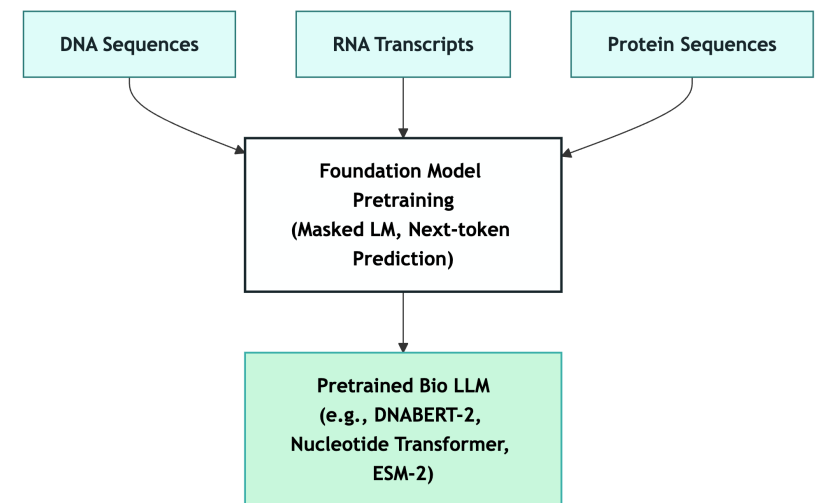 DNA Sequences
RNA Transcripts
Protein Sequences
Foundation Model
Pretraining
(Masked LM, Next-token
Prediction)
Pretrained Bio LLM
(e.g., DNABERT-2,
Nucleotide Transformer,
ESM-2)